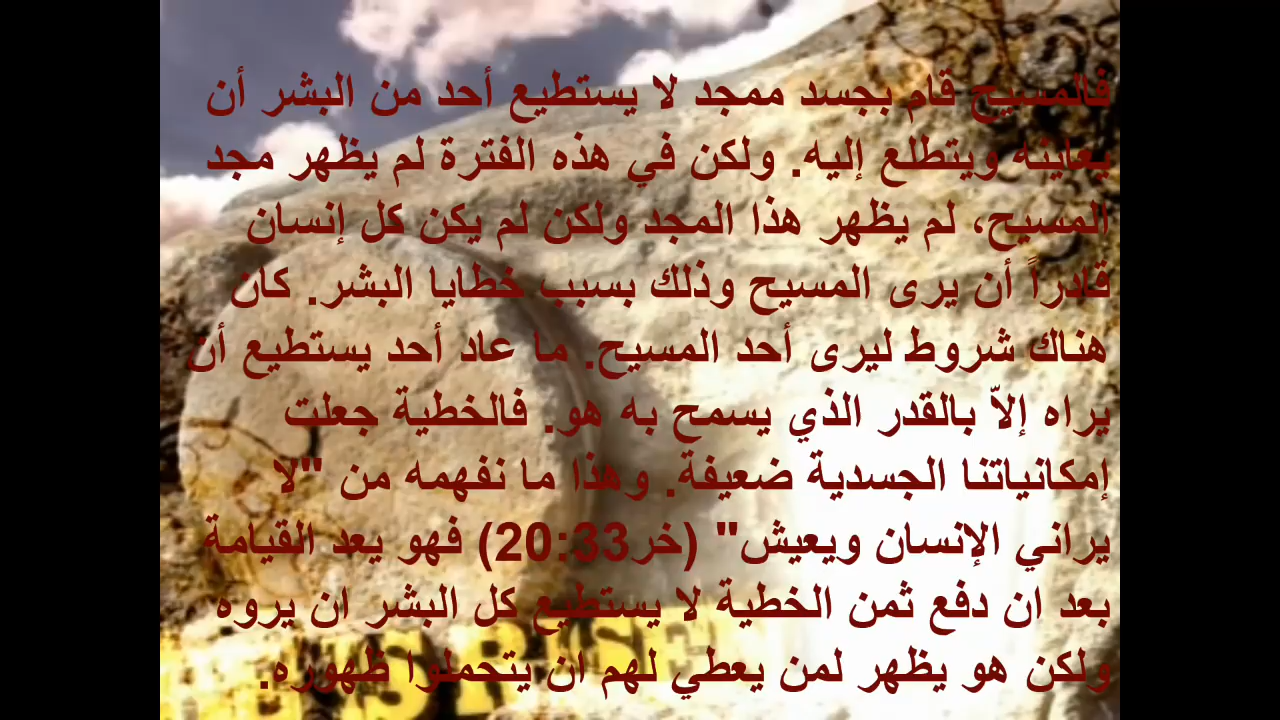 فالمسيح قام بجسد ممجد لا يستطيع أحد من البشر أن
يعاينه ويتطلع إليه. ولكن في هذه الفترة لم يظهر مجد
المسيح، لم يظهر هذا المجد ولكن لم يكن كل إنسان
قادراً أن يرى المسيح وذلك بسبب خطايا البشر. كان
هناك شروط ليرى أحد المسيح. ما عاد أحد يستطيع أن
يراه إلاّ بالقدر الذي يسمح به هو. فالخطية جعلت
إمكانياتنا الجسدية ضعيفة. وهذا ما نفهمه من "لا
يراني الإنسان ويعيش" (خر20:33) فهو يعد القيامة
بعد ان دفع ثمن الخطية لا يستطيع كل البشر ان يروه
ولكن هو يظهر لمن يعطي لهم ان يتحملوا ظهوره.
IS RISEN